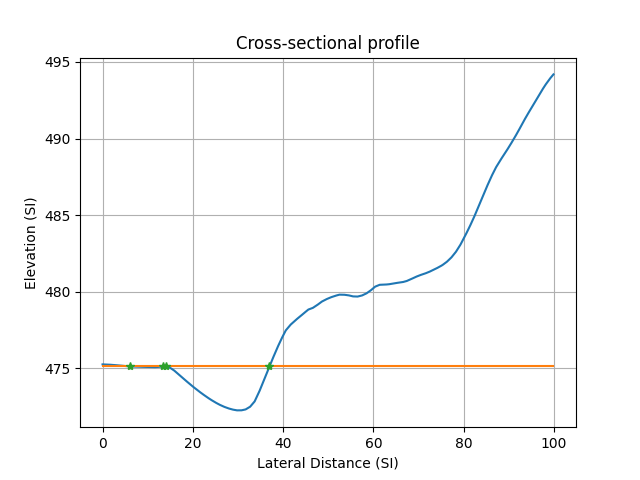 Cross-sectional profile
495
490
485
480
475
Elevation (SI)
0 20 40 60 80 100
Lateral Distance (SI)